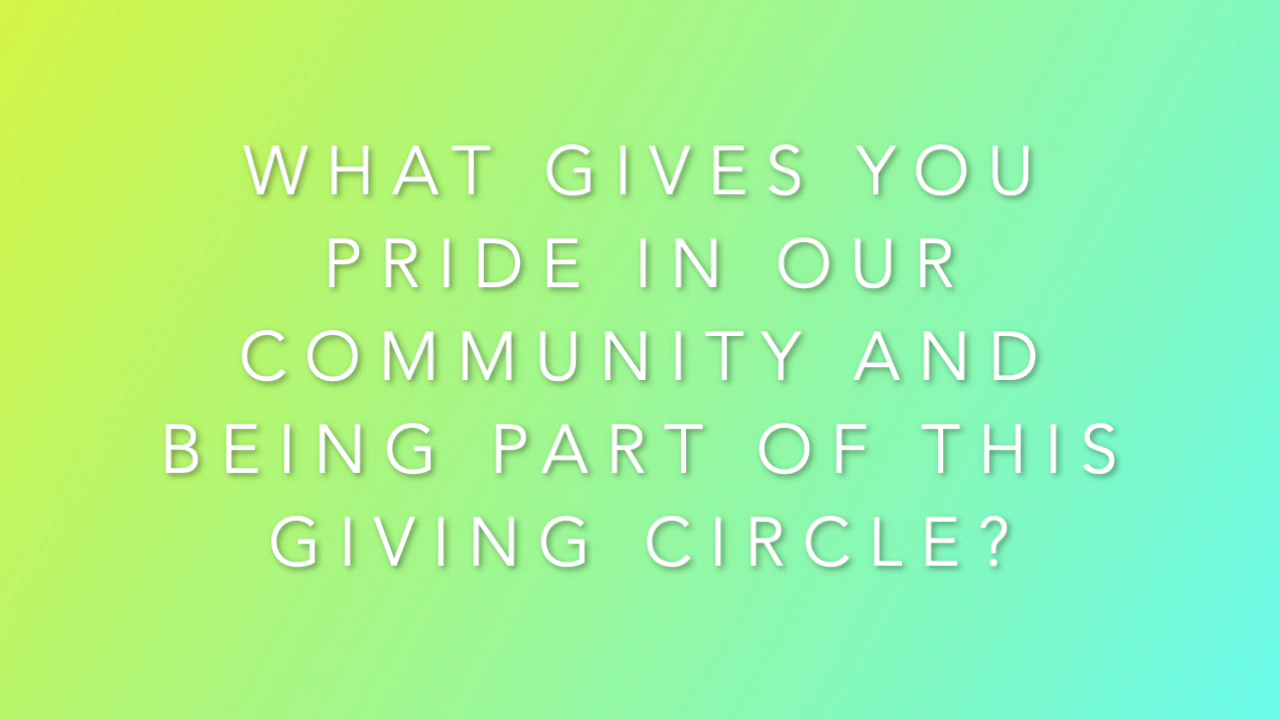 WHAT GIVES YOU
PRIDE IN OUR
COMMUNITY AND
BEING PART OF THIS
GIVING CIRCLE?